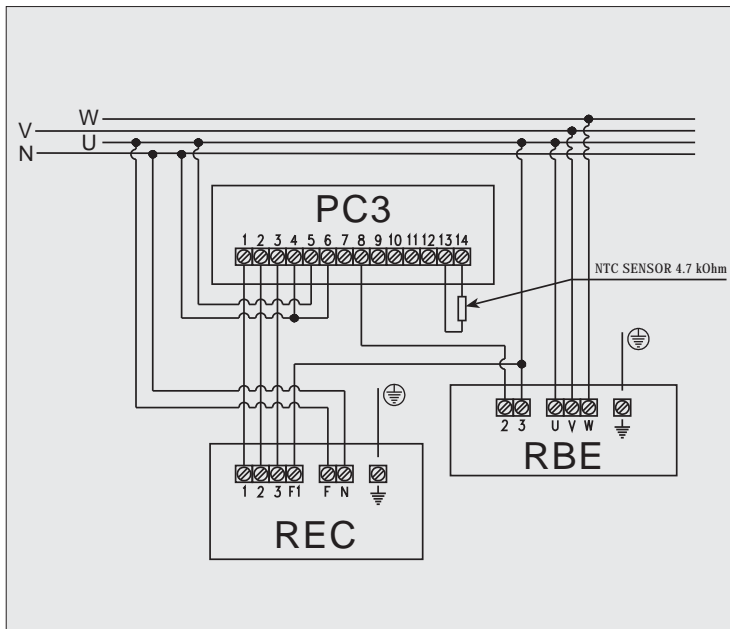 W
V U
N
PC3
1 2 3 4 5 6 7 8 9 10 11 12 13 14
NTC SENSOR 4.7 kOhm
2 3 U V W
RBE
1 2 3 F1 F N
REC